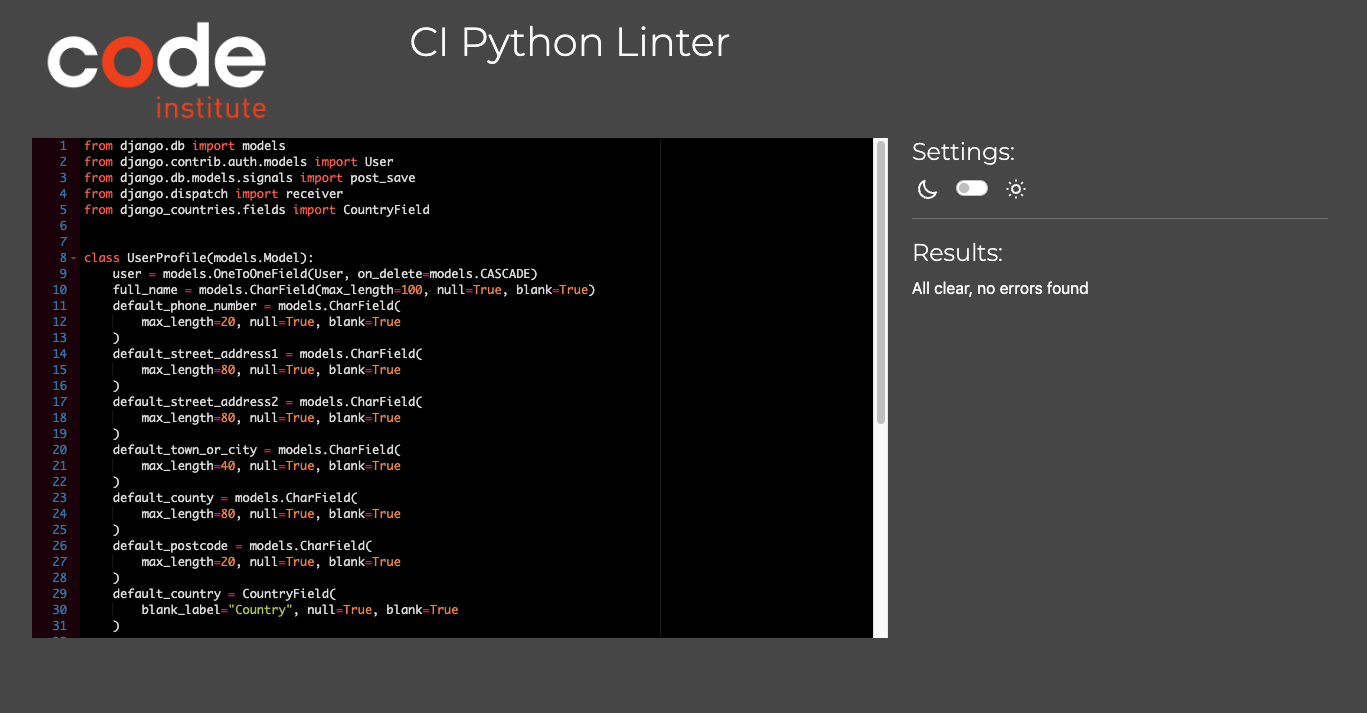 code
institute
CI Python Linter
1 from django.db import models
2 from django.contrib.auth.models import User
3 from django.db.models.signals import post_save
4 from django.dispatch import receiver
5 from django_countries.fields import CountryField
6
7
8 class UserProfile(models.Model):
9     user = models.OneToOneField(User, on_delete=models.CASCADE)
10     full_name = models.CharField(max_length=100, null=True, blank=True)
11     default_phone_number = models.CharField(
12         max_length=20, null=True, blank=True
13     )
14     default_street_address1 = models.CharField(
15         max_length=80, null=True, blank=True
16     )
17     default_street_address2 = models.CharField(
18         max_length=80, null=True, blank=True
19     )
20     default_town_or_city = models.CharField(
21         max_length=40, null=True, blank=True
22     )
23     default_county = models.CharField(
24         max_length=80, null=True, blank=True
25     )
26     default_postcode = models.CharField(
27         max_length=20, null=True, blank=True
28     )
29     default_country = CountryField(
30         blank_label="Country", null=True, blank=True
31     )
Settings:
Results:
All clear, no errors found